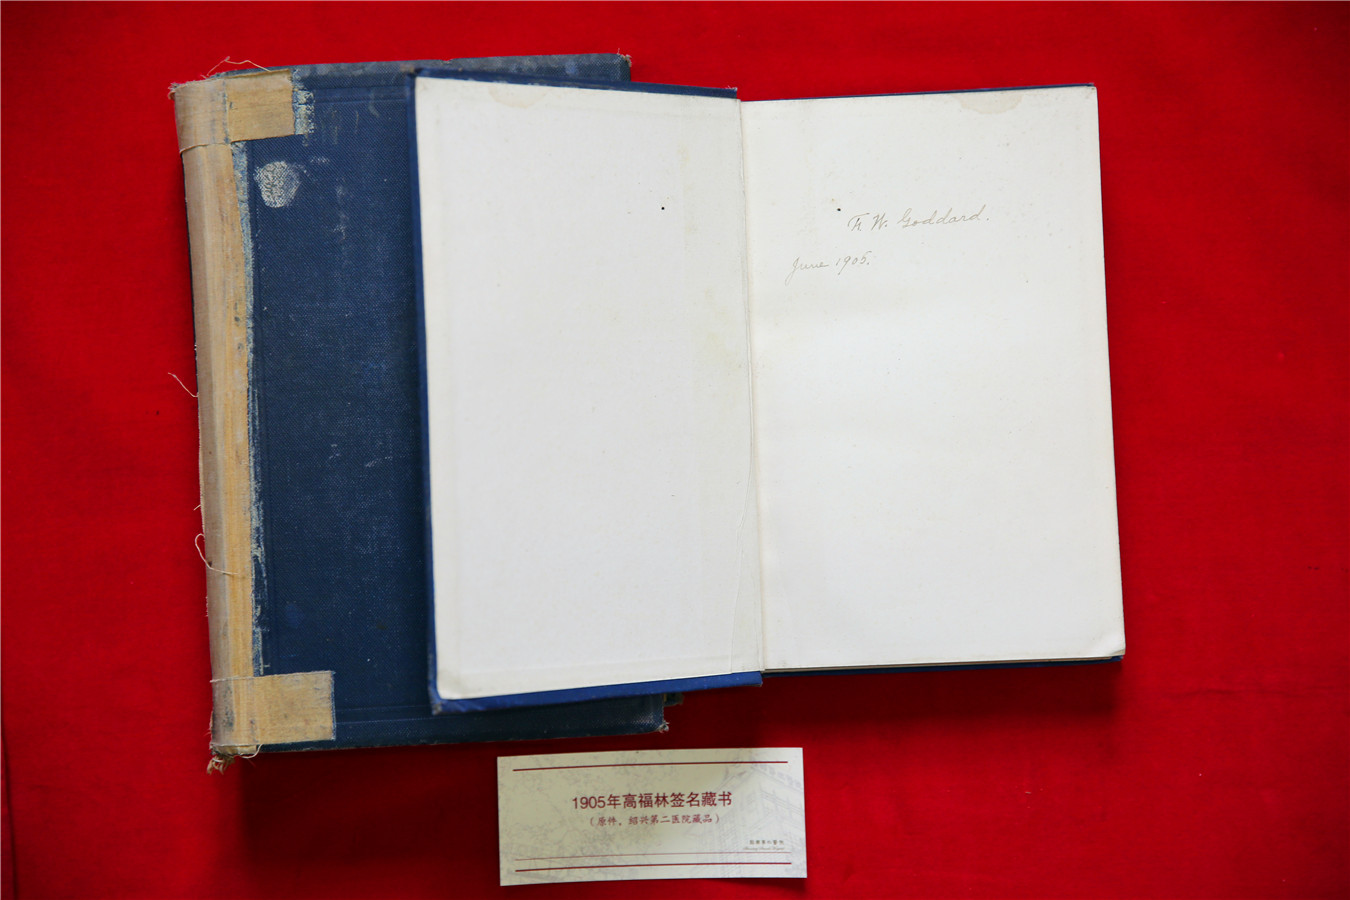 F. W. Goddard.
June 1905.
1905年高福林签名藏书
（原件，绍兴第二医院藏品）